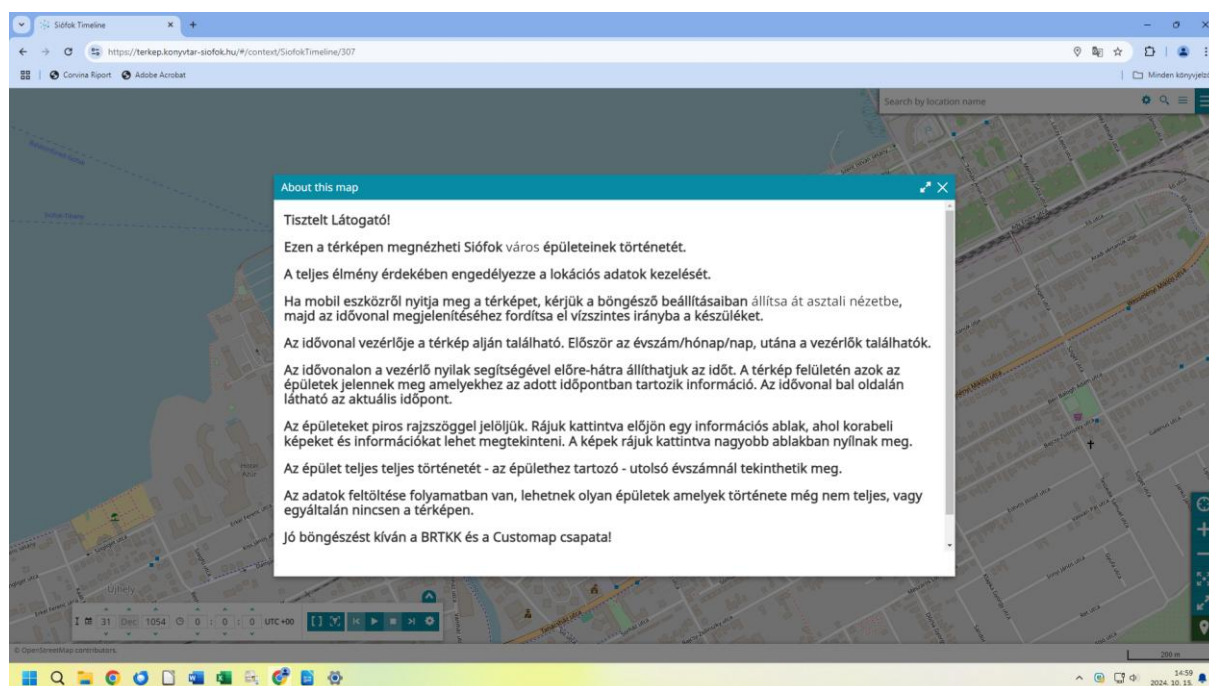 Siófok Timeline
https://terkep.konyvtar-siofok.hu/#/context/SiofokTimeline/307
Corvina Riport Adobe Acrobat
Minden könyvjelző
Search by location name
About this map
Tisztelt Látogató!
Ezen a térképen megnézheti Siófok város épületeinek történetét.
A teljes élmény érdekében engedélyezze a lokációs adatok kezelését.
Ha mobil eszközről nyitja meg a térképet, kérjük a böngésző beállításaiban állítsa át asztali nézetbe,
majd az idővonal megjelenítéséhez fordítsa el vízszintes irányba a készüléket.
Az idővonal vezérlője a térkép alján található. Először az évszám/hónap/nap, utána a vezérlők találhatók.
Az idővonalon a vezérlő nyilak segítségével előre-hátra állíthatjuk az időt. A térkép felületén azok az
épületek jelennek meg amelyekhez az adott időpontban tartozik információ. Az idővonal bal oldalán
látható az aktuális időpont.
Az épületeket piros rajzszöggel jelöljük. Rájuk kattintva előjön egy információs ablak, ahol korabeli
képeket és információkat lehet megtekinteni. A képek rájuk kattintva nagyobb ablakban nyílnak meg.
Az épület teljes teljes történetét - az épülethez tartozó - utolsó évszámnál tekinthetik meg.
Az adatok feltöltése folyamatban van, lehetnek olyan épületek amelyek története még nem teljes, vagy
egyáltalán nincsen a térképen.
Jó böngészést kíván a BRTKK és a Customap csapata!
Újhely
31 Dec 1054 0 : 0 : 0 UTC+00
© OpenStreetMap contributors.
200 m
14:59
2024. 10. 15.